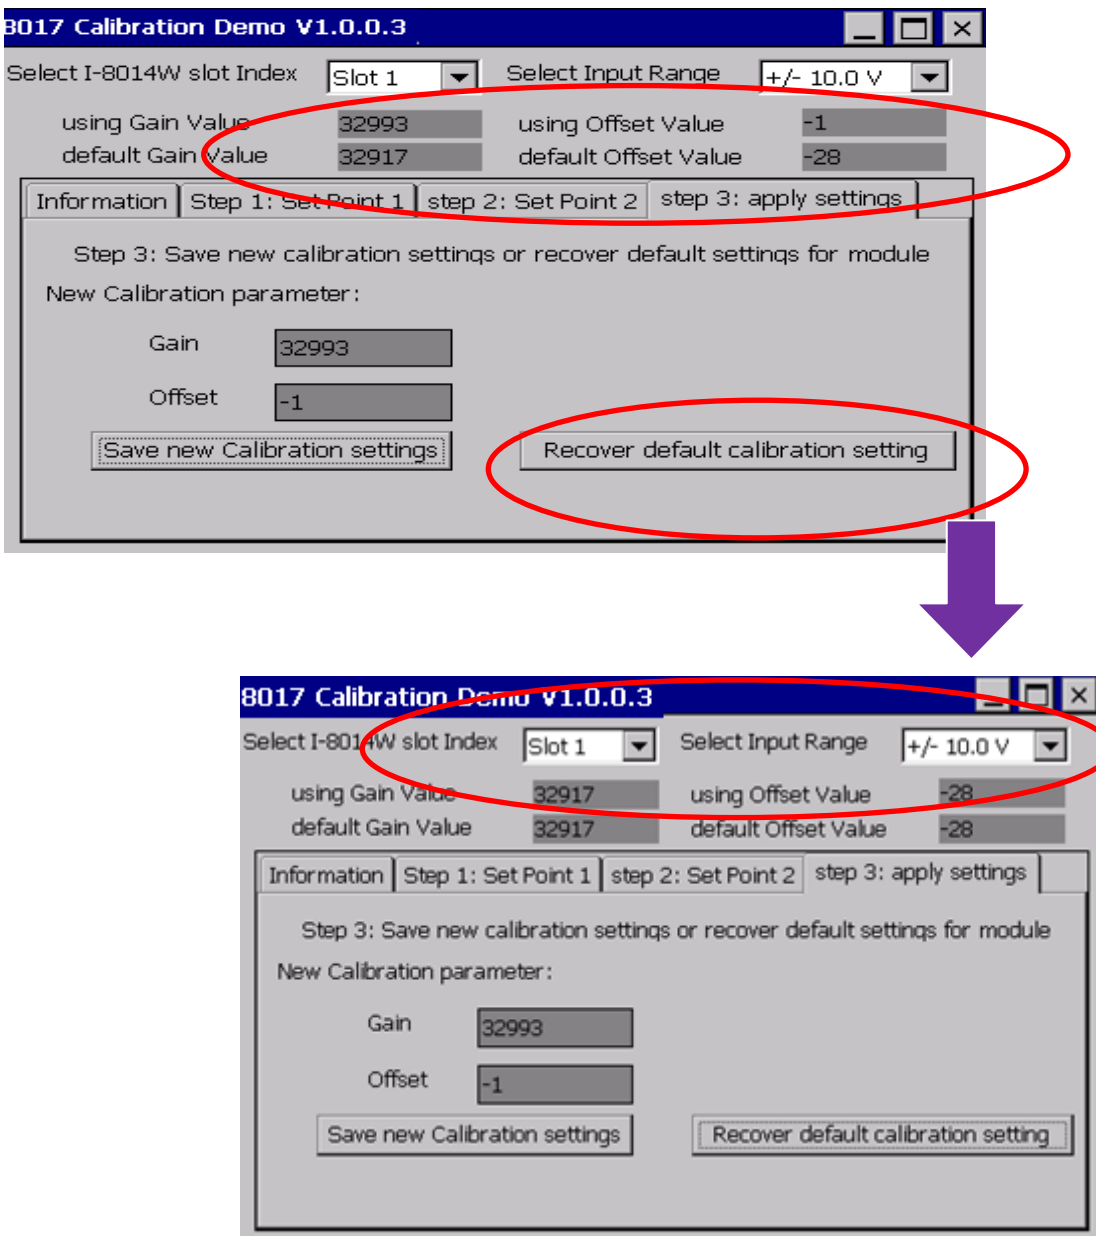 8017 Calibration Demo V1.0.0.3
Select I-8014W slot Index Slot 1 Select Input Range +/- 10.0 V
using Gain Value 32993 using Offset Value -1
default Gain Value 32917 default Offset Value -28
Information Step 1: Set Point 1 step 2: Set Point 2 step 3: apply settings
Step 3: Save new calibration settings or recover default settings for module
New Calibration parameter:
Gain 32993
Offset -1
Save new Calibration settings Recover default calibration setting
8017 Calibration Demo V1.0.0.3
Select I-8014W slot Index Slot 1 Select Input Range +/- 10.0 V
using Gain Value 32917 using Offset Value -28
default Gain Value 32917 default Offset Value -28
Information Step 1: Set Point 1 step 2: Set Point 2 step 3: apply settings
Step 3: Save new calibration settings or recover default settings for module
New Calibration parameter:
Gain 32993
Offset -1
Save new Calibration settings Recover default calibration setting